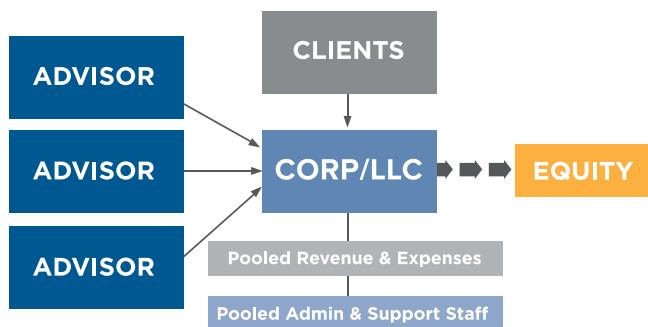 CLIENTS
ADVISOR
ADVISOR
ADVISOR
CORP/LLC
EQUITY
Pooled Revenue & Expenses
Pooled Admin & Support Staff